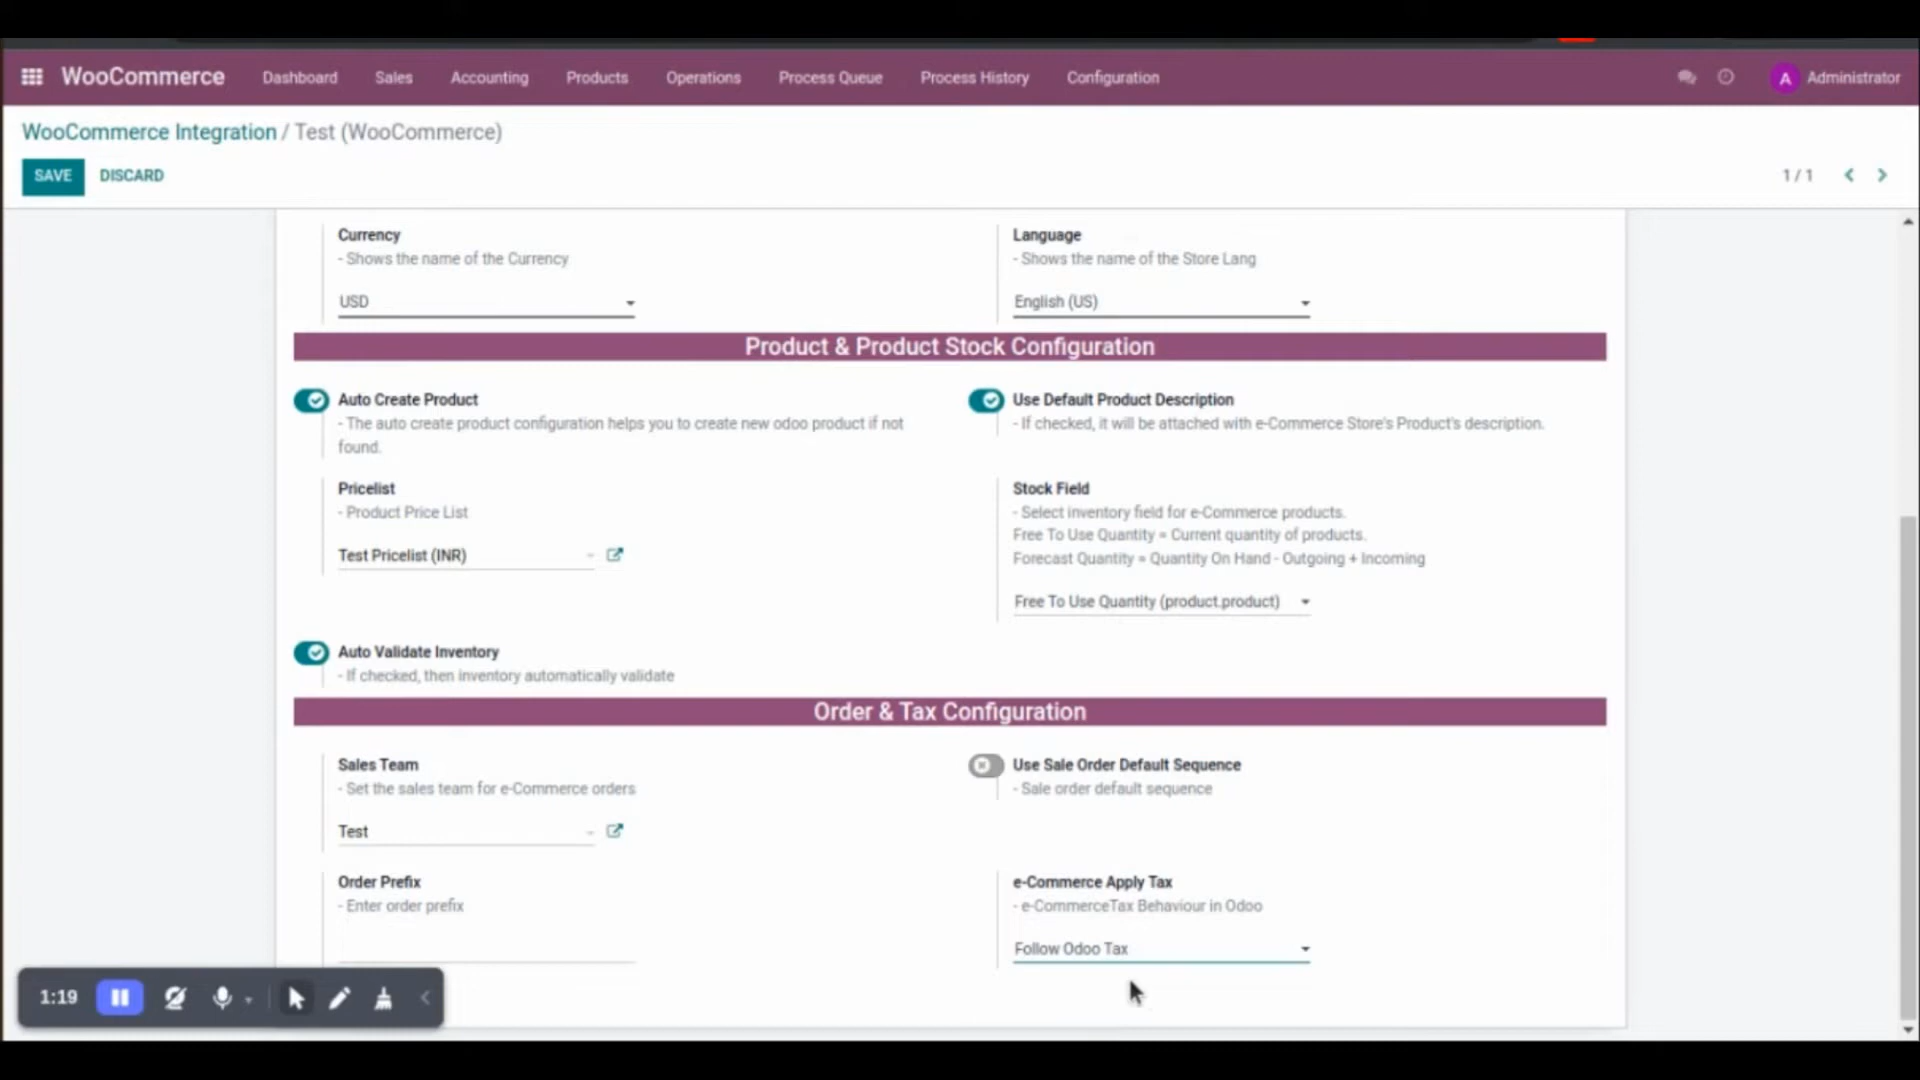 WooCommerce Dashboard Sales Accounting Products Operations Process Queue Process History Configuration A Administrator
WooCommerce Integration / Test (WooCommerce)
SAVE DISCARD 1 / 1
Currency
- Shows the name of the Currency
USD
Language
- Shows the name of the Store Lang
English (US)
Product & Product Stock Configuration
Auto Create Product
- The auto create product configuration helps you to create new odoo product if not
found.
Use Default Product Description
- If checked, it will be attached with e-Commerce Store's Product's description.
Pricelist
- Product Price List
Test Pricelist (INR)
Stock Field
- Select inventory field for e-Commerce products.
Free To Use Quantity = Current quantity of products.
Forecast Quantity = Quantity On Hand - Outgoing + Incoming
Free To Use Quantity (product.product)
Auto Validate Inventory
- If checked, then inventory automatically validate
Order & Tax Configuration
Sales Team
- Set the sales team for e-Commerce orders
Test
Use Sale Order Default Sequence
- Sale order default sequence
Order Prefix
- Enter order prefix
e-Commerce Apply Tax
- e-CommerceTax Behaviour in Odoo
Follow Odoo Tax
1:19